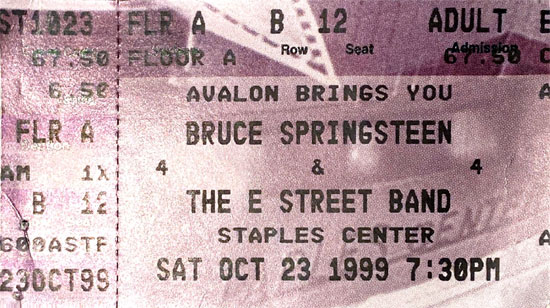 ST1023
67.50
6.50
FLR A
AM 1X
B 12
600ASTF
23OCT99
FLR A B 12 ADULT E
FLOOR A Row Seat Admission
67.50 C
AVALON BRINGS YOU A
BRUCE SPRINGSTEEN
4 & 4
THE E STREET BAND
STAPLES CENTER A
SAT OCT 23 1999 7:30PM